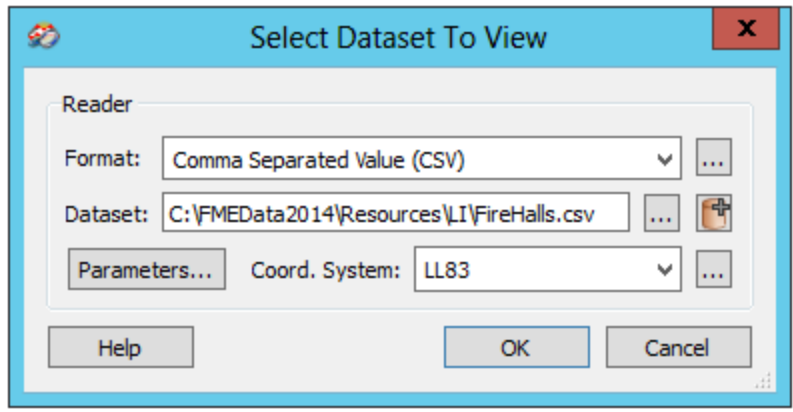 Select Dataset To View
x
Reader
Format: Comma Separated Value (CSV) ...
Dataset: C:\FMEData2014\Resources\LI\FireHalls.csv ...
Parameters... Coord. System: LL83 ...
Help OK Cancel